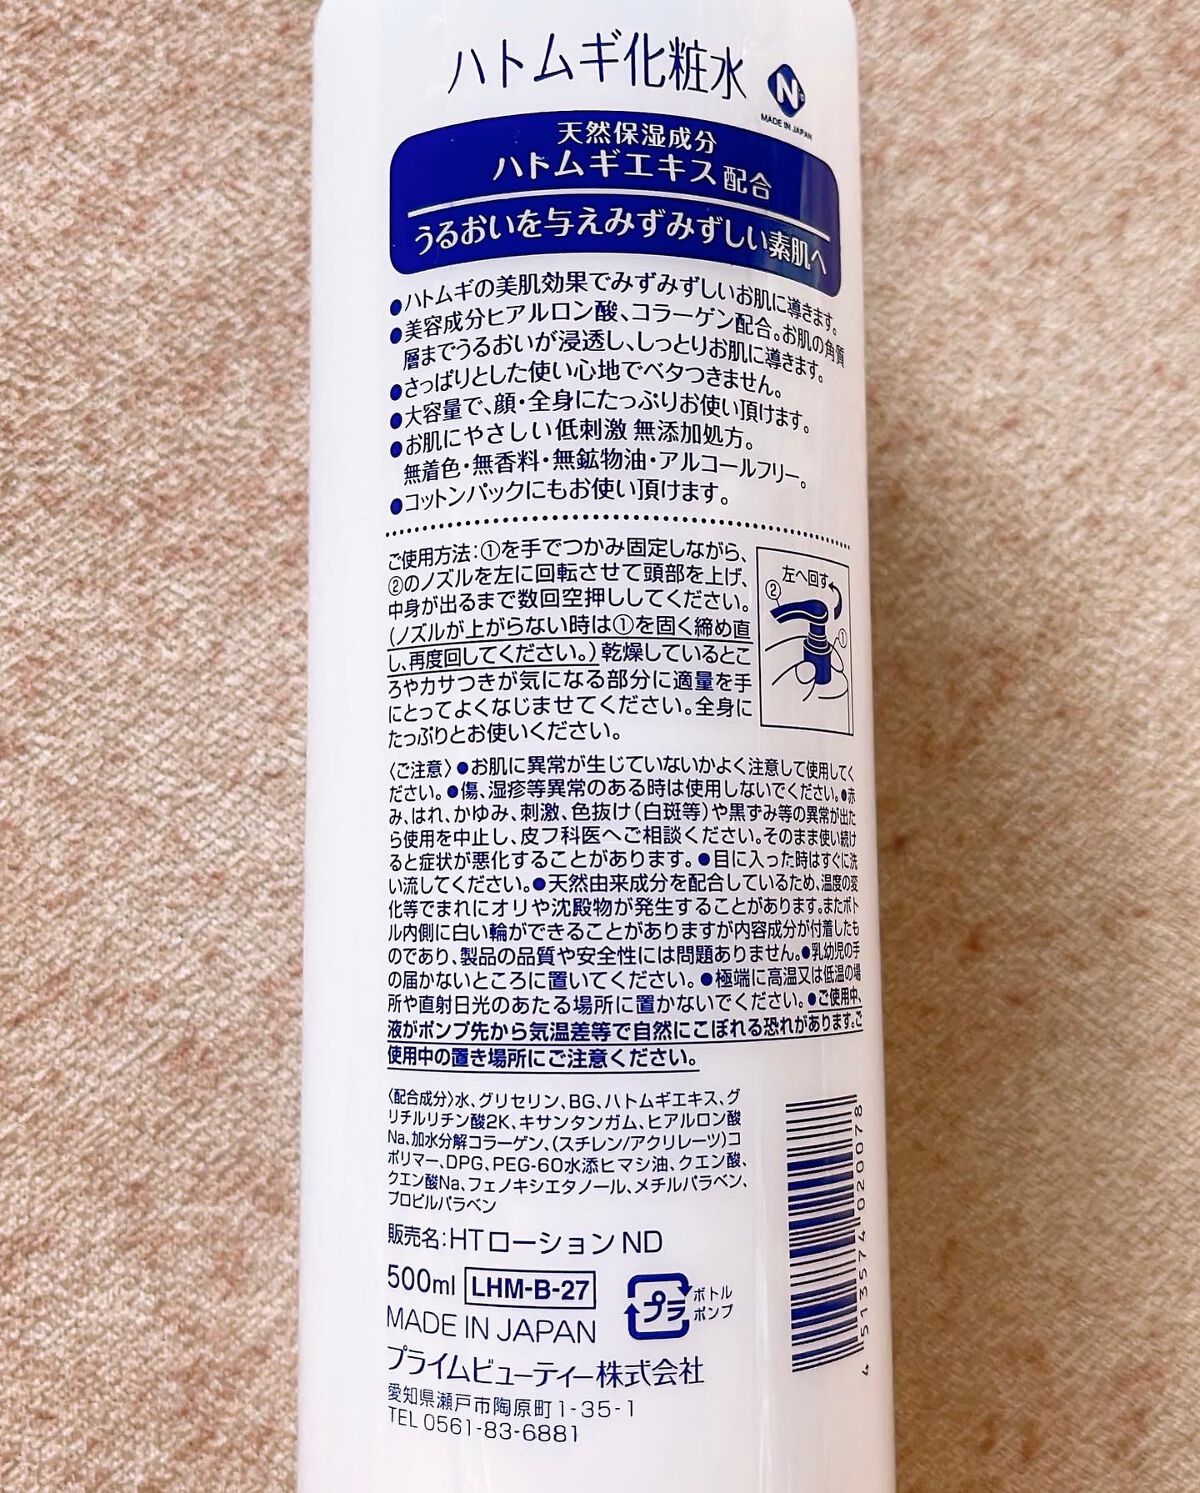 ハトムギ化粧水
N
MADE IN JAPAN
天然保湿成分
ハトムギエキス配合
うるおいを与えみずみずしい素肌へ
●ハトムギの美肌効果でみずみずしいお肌に導きます。
●美容成分ヒアルロン酸、コラーゲン配合。お肌の角質
層までうるおいが浸透し、しっとりお肌に導きます。
●さっぱりとした使い心地でベタつきません。
●大容量で、顔・全身にたっぷりお使い頂けます。
●お肌にやさしい低刺激 無添加処方。
無着色・無香料・無鉱物油・アルコールフリー。
●コットンパックにもお使い頂けます。
ご使用方法：①を手でつかみ固定しながら、
②のノズルを左に回転させて頭部を上げ、
中身が出るまで数回空押ししてください。
(ノズルが上がらない時は①を固く締め直
し、再度回してください。)乾燥しているとこ
ろやカサつきが気になる部分に適量を手
にとってよくなじませてください。全身に
たっぷりとお使いください。
左へ回す
②
①
〈ご注意〉●お肌に異常が生じていないかよく注意して使用してく
ださい。●傷、湿疹等異常のある時は使用しないでください。●赤
み、はれ、かゆみ、刺激、色抜け(白斑等)や黒ずみ等の異常が出た
ら使用を中止し、皮フ科医へご相談ください。そのまま使い続け
ると症状が悪化することがあります。●目に入った時はすぐに洗
い流してください。●天然由来成分を配合しているため、温度の変
化等でまれにオリや沈殿物が発生することがあります。またボト
ル内側に白い輪ができることがありますが内容成分が付着したも
のであり、製品の品質や安全性には問題ありません。●乳幼児の手
の届かないところに置いてください。●極端に高温又は低温の場
所や直射日光のあたる場所に置かないでください。●ご使用中、
液がポンプ先から気温差等で自然にこぼれる恐れがあります。ご
使用中の置き場所にご注意ください。
〈配合成分〉水、グリセリン、BG、ハトムギエキス、グ
リチルリチン酸2K、キサンタンガム、ヒアルロン酸
Na、加水分解コラーゲン、(スチレン/アクリレーツ)コ
ポリマー、DPG、PEG-60水添ヒマシ油、クエン酸、
クエン酸Na、フェノキシエタノール、メチルパラベン、
プロピルパラベン
販売名：HTローションND
500ml LHM-B-27
MADE IN JAPAN
プラ
ボトル
ポンプ
プライムビューティー株式会社
愛知県瀬戸市陶原町1-35-1
TEL 0561-83-6881
4 513574 020078